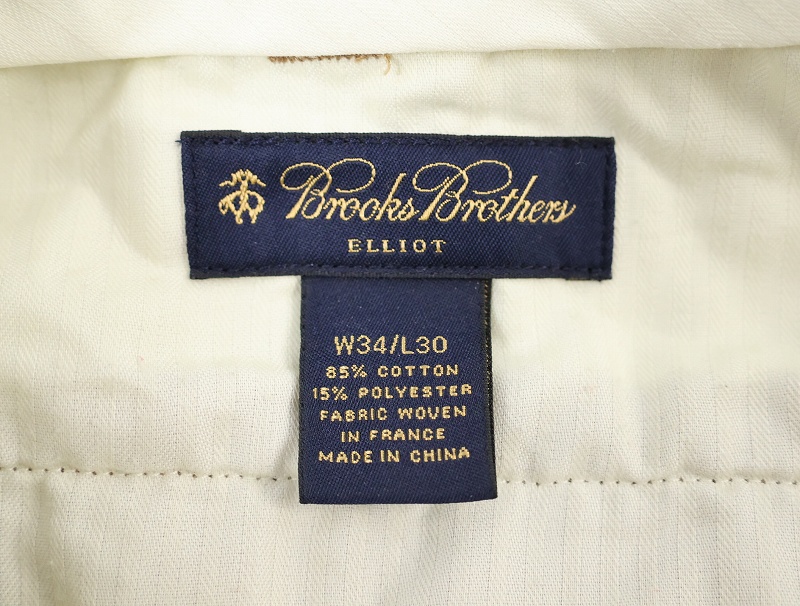 Brooks Brothers
ELLIOT
W34/L30
85% COTTON
15% POLYESTER
FABRIC WOVEN
IN FRANCE
MADE IN CHINA